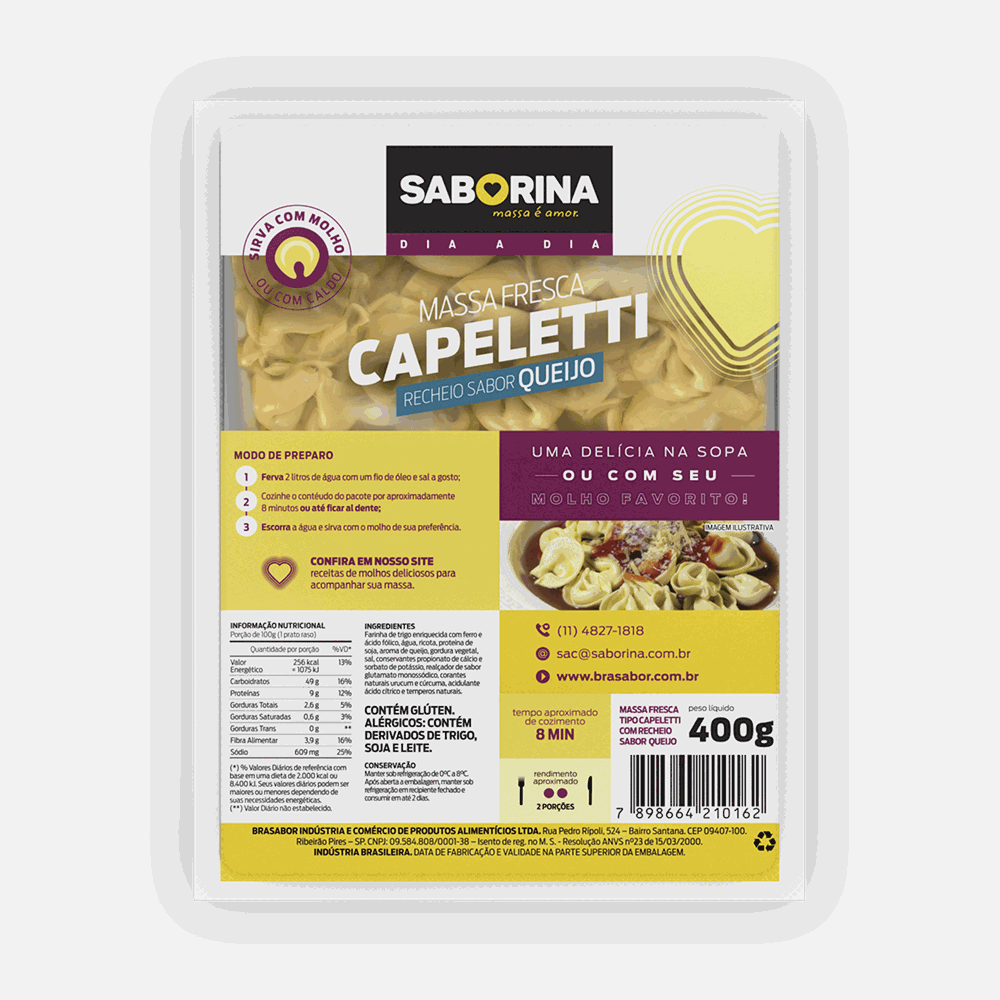 SABORINA
massa é amor.
DIA A DIA
SIRVA COM MOLHO
OU COM CALDO
MASSA FRESCA
CAPELETTI
RECHEIO SABOR QUEIJO
MODO DE PREPARO
1 Ferva 2 litros de água com um fio de óleo e sal a gosto;
2 Cozinhe o contéudo do pacote por aproximadamente
8 minutos ou até ficar al dente;
3 Escorra a água e sirva com o molho de sua preferência.
CONFIRA EM NOSSO SITE
receitas de molhos deliciosos para
acompanhar sua massa.
UMA DELÍCIA NA SOPA
OU COM SEU
MOLHO FAVORITO!
IMAGEM ILUSTRATIVA
INFORMAÇÃO NUTRICIONAL
Porção de 100g (1 prato raso)
Quantidade por porção %VD*
Valor
Energético 256 kcal
= 1075 kJ 13%
Carboidratos 49 g 16%
Proteínas 9 g 12%
Gorduras Totais 2,6 g 5%
Gorduras Saturadas 0,6 g 3%
Gorduras Trans 0 g **
Fibra Alimentar 3,9 g 16%
Sódio 609 mg 25%
(*) % Valores Diários de referência com
base em uma dieta de 2.000 kcal ou
8.400 kJ. Seus valores diários podem ser
maiores ou menores dependendo de
suas necessidades energéticas.
(**) Valor Diário não estabelecido.
INGREDIENTES
Farinha de trigo enriquecida com ferro e
ácido fólico, água, ricota, proteína de
soja, aroma de queijo, gordura vegetal,
sal, conservantes propionato de cálcio e
sorbato de potássio, realçador de sabor
glutamato monossódico, corantes
naturais urucum e cúrcuma, acidulante
ácido cítrico e temperos naturais.
CONTÉM GLÚTEN.
ALÉRGICOS: CONTÉM
DERIVADOS DE TRIGO,
SOJA E LEITE.
CONSERVAÇÃO
Manter sob refrigeração de 0ºC a 8ºC.
Após aberta a embalagem, manter sob
refrigeração em recipiente fechado e
consumir em até 2 dias.
(11) 4827-1818
sac@saborina.com.br
www.brasabor.com.br
tempo aproximado
de cozimento
8 MIN
rendimento
aproximado
2 PORÇÕES
MASSA FRESCA
TIPO CAPELETTI
COM RECHEIO
SABOR QUEIJO
peso líquido
400g
7 898664 210162
BRASABOR INDÚSTRIA E COMÉRCIO DE PRODUTOS ALIMENTÍCIOS LTDA. Rua Pedro Rípoli, 524 – Bairro Santana. CEP 09407-100.
Ribeirão Pires – SP. CNPJ: 09.584.808/0001-38 – Isento de reg. no M. S. - Resolução ANVS nº23 de 15/03/2000.
INDÚSTRIA BRASILEIRA. DATA DE FABRICAÇÃO E VALIDADE NA PARTE SUPERIOR DA EMBALAGEM.